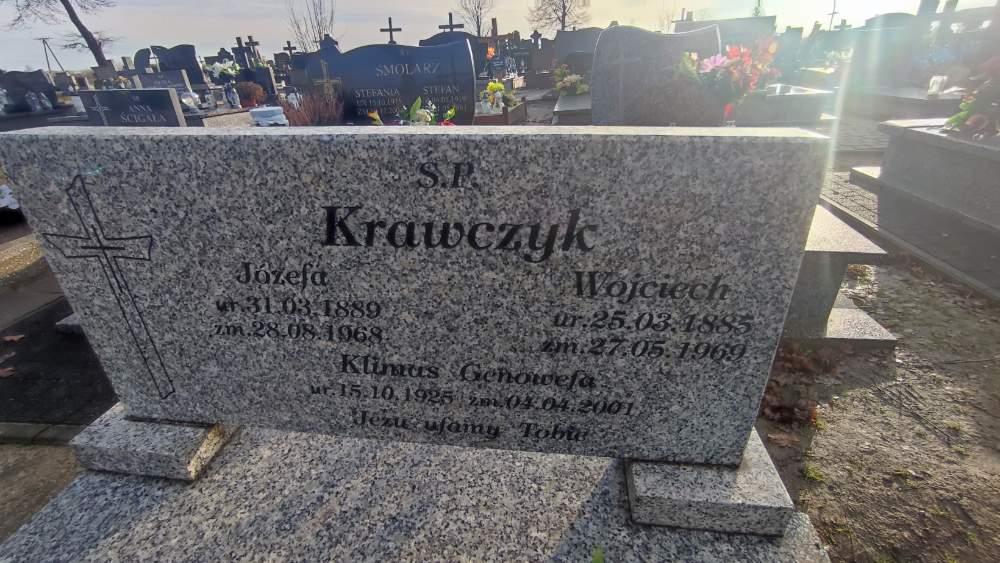 SMOLARZ
STEFANIA STEFAN
ANNA
ŚCIGAŁA
Ś.P.
Krawczyk
Józefa Wojciech
ur.31.03.1889 ur.25.03.1885
zm.28.08.1968 zm.27.05.1969
Klimas Genowefa
ur.15.10.1925 zm.04.04.2001
Jezu ufamy Tobie